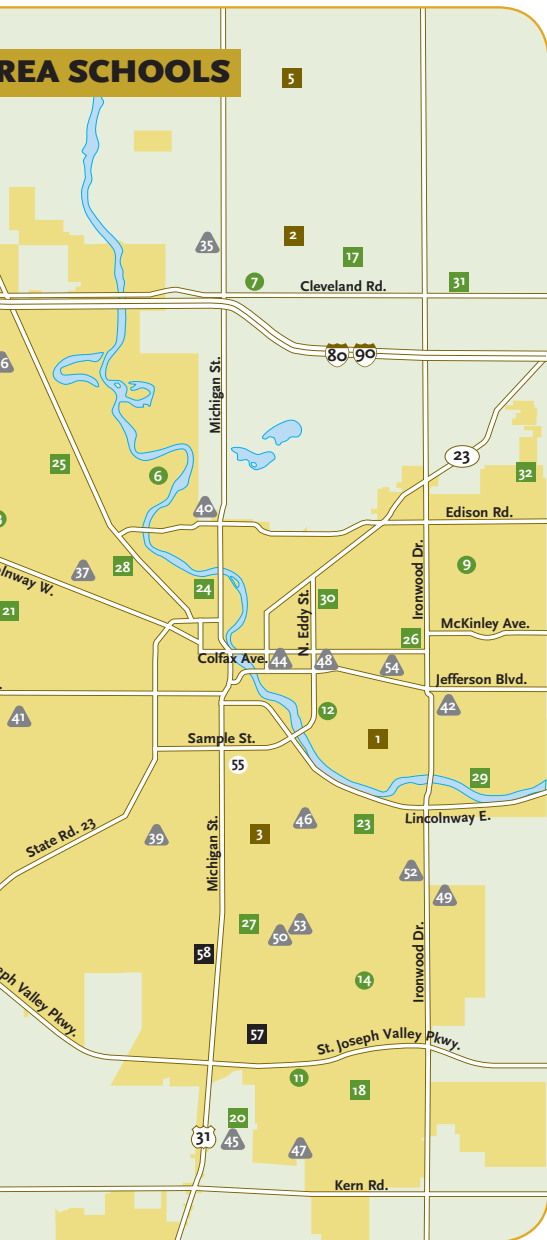 REA SCHOOLS
5
35
2
17
7
31
Cleveland Rd.
80 90
6
Michigan St.
23
25
6
32
40
Edison Rd.
37
28
Ironwood Dr.
9
lnway W.
24
30
21
N. Eddy St.
McKinley Ave.
26
Colfax Ave.
44
48
54
Jefferson Blvd.
41
42
12
Sample St.
1
55
29
Lincolnway E.
State Rd. 23
39
Michigan St.
3
46
23
52
49
27
53
50
58
Ironwood Dr.
14
eph Valley Pkwy.
57
St. Joseph Valley Pkwy.
11
18
20
31
45
47
Kern Rd.